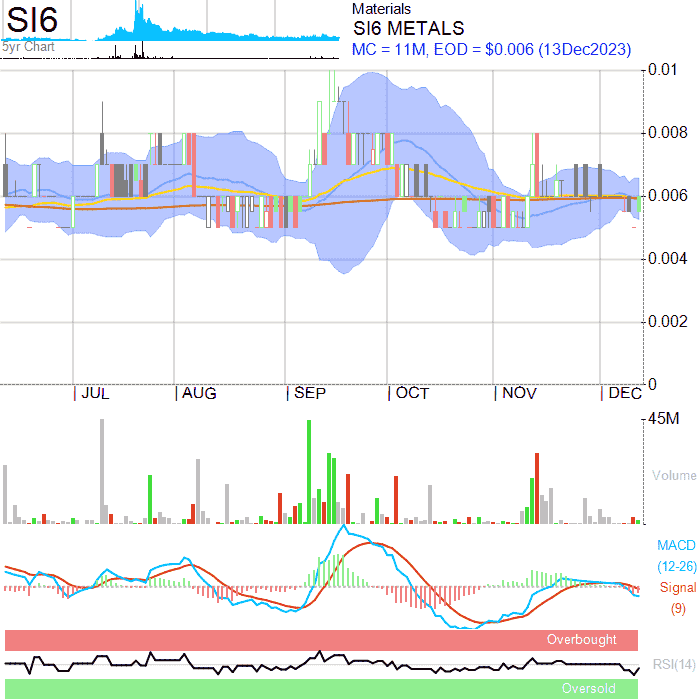 SI6
5yr Chart
Materials
SI6 METALS
MC = 11M, EOD = $0.006 (13Dec2023)
0.01
0.008
0.006
0.004
0.002
0
JUL AUG SEP OCT NOV DEC
45M
Volume
MACD
(12-26)
Signal
(9)
Overbought
RSI(14)
Oversold